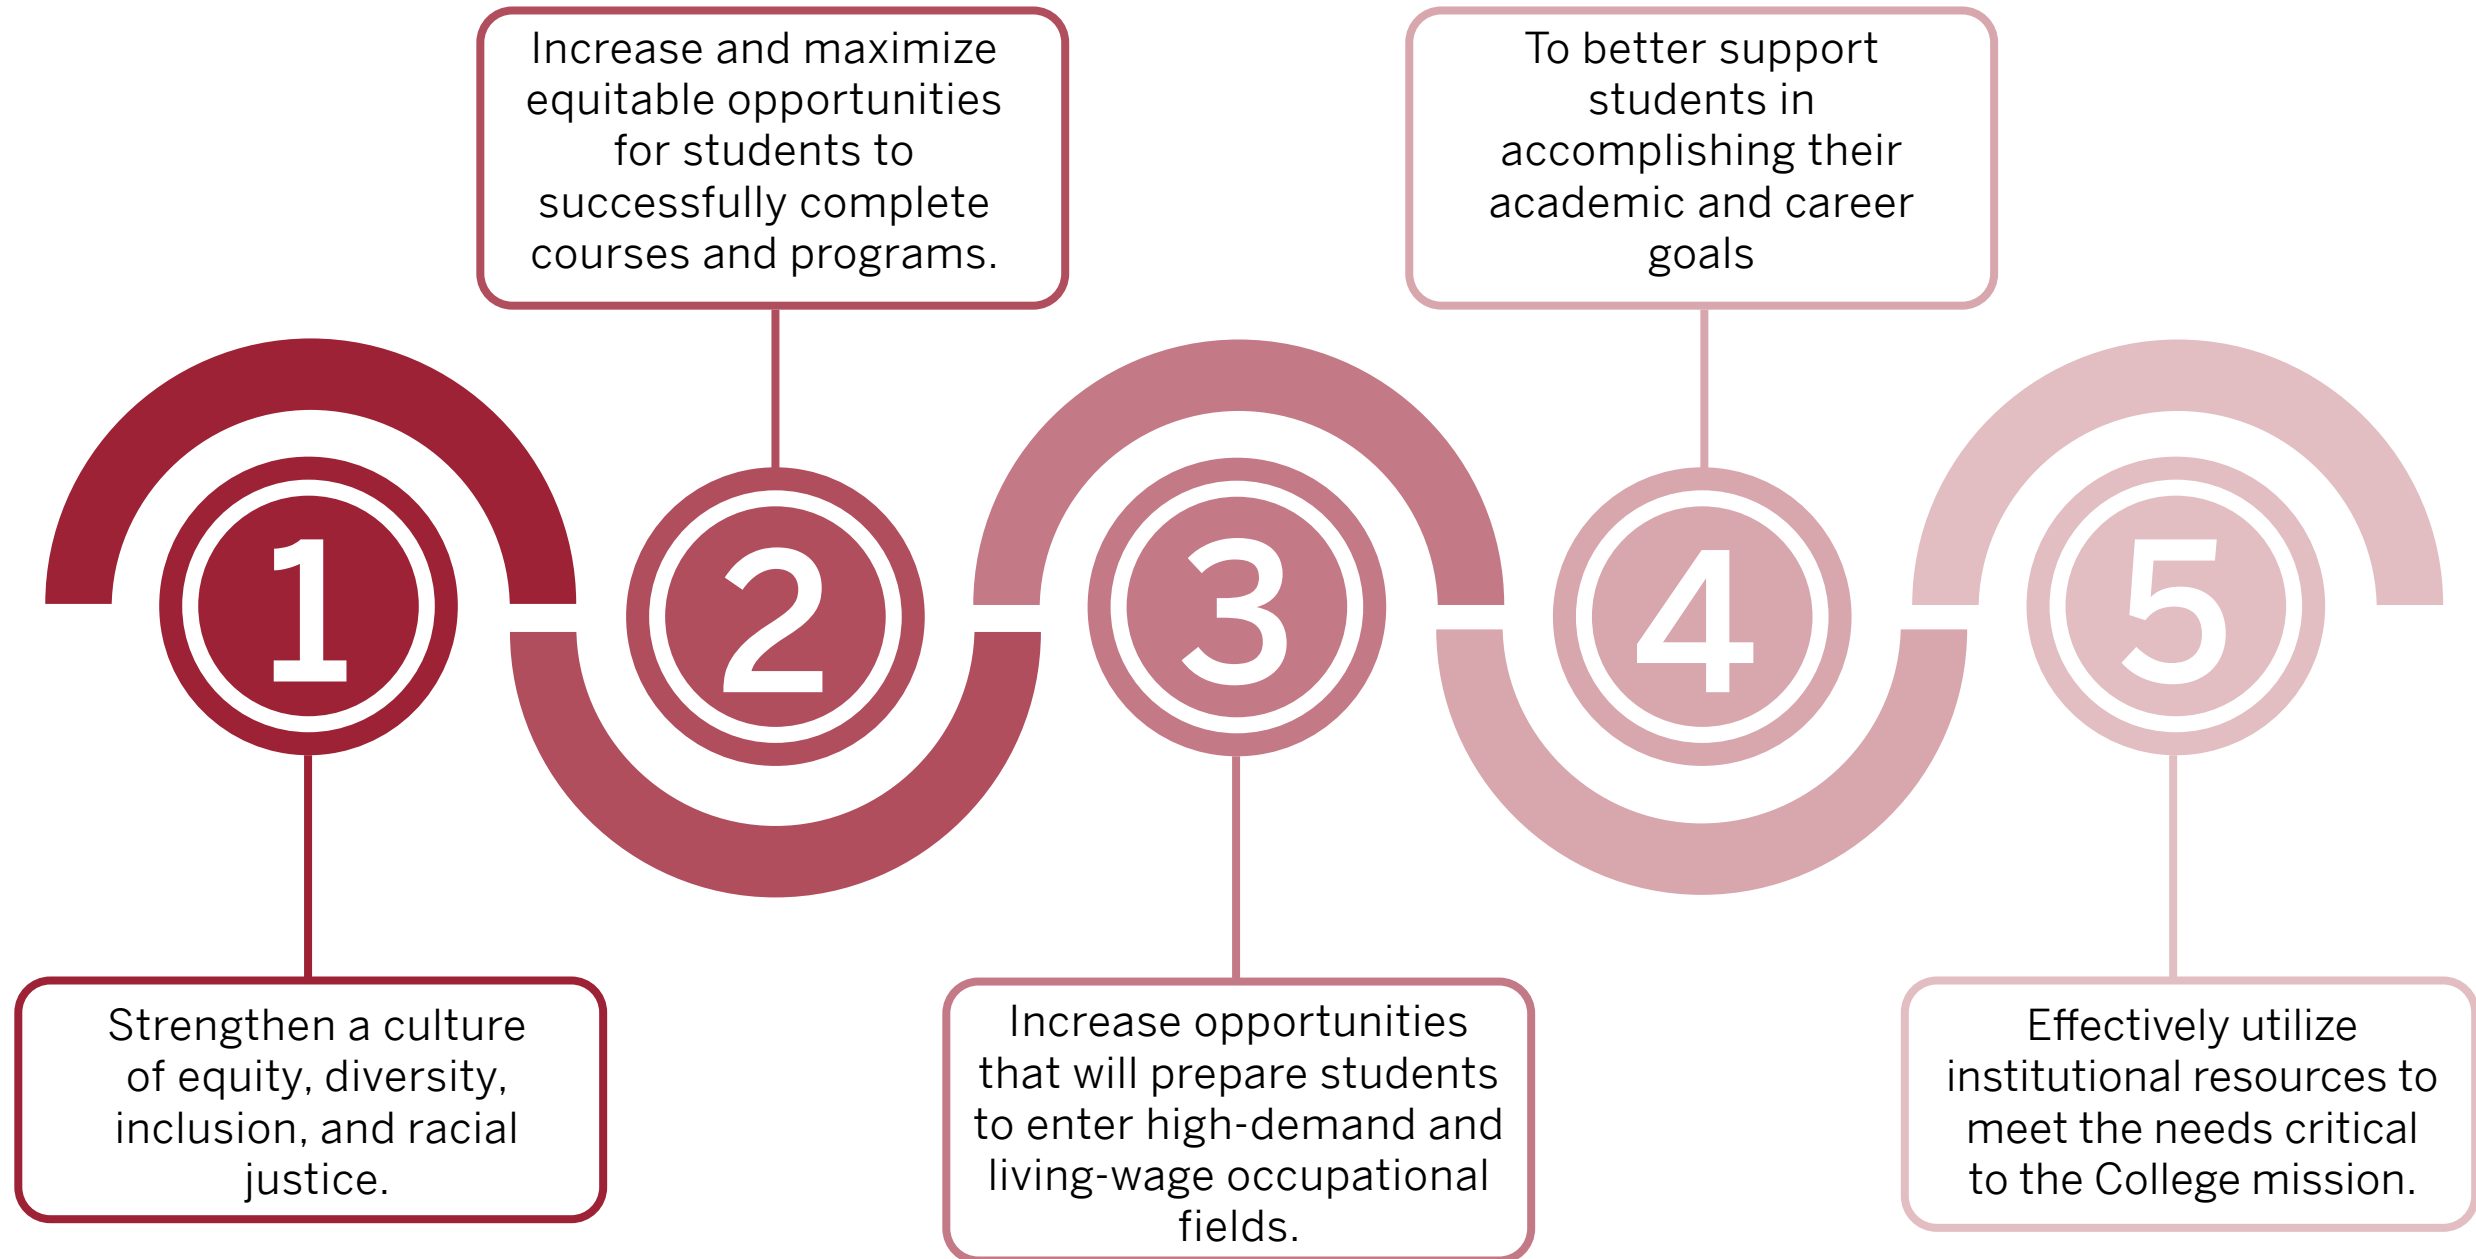 Increase and maximize
equitable opportunities
for students to
successfully complete
courses and programs.
To better support
students in
accomplishing their
academic and career
goals
1
2
3
4
5
Strengthen a culture
of equity, diversity,
inclusion, and racial
justice.
Increase opportunities
that will prepare students
to enter high-demand and
living-wage occupational
fields.
Effectively utilize
institutional resources to
meet the needs critical
to the College mission.